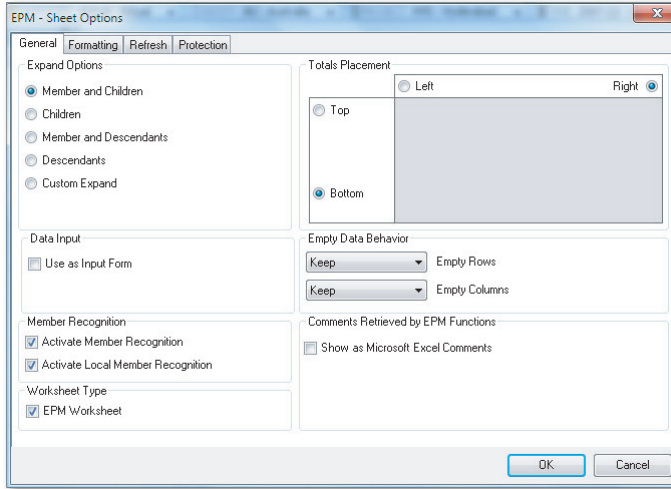 EPM - Sheet Options
General Formatting Refresh Protection
Expand Options
Member and Children
Children
Member and Descendants
Descendants
Custom Expand
Totals Placement
Left Right
Top
Bottom
Data Input
Use as Input Form
Empty Data Behavior
Keep Empty Rows
Keep Empty Columns
Member Recognition
Activate Member Recognition
Activate Local Member Recognition
Comments Retrieved by EPM Functions
Show as Microsoft Excel Comments
Worksheet Type
EPM Worksheet
OK Cancel